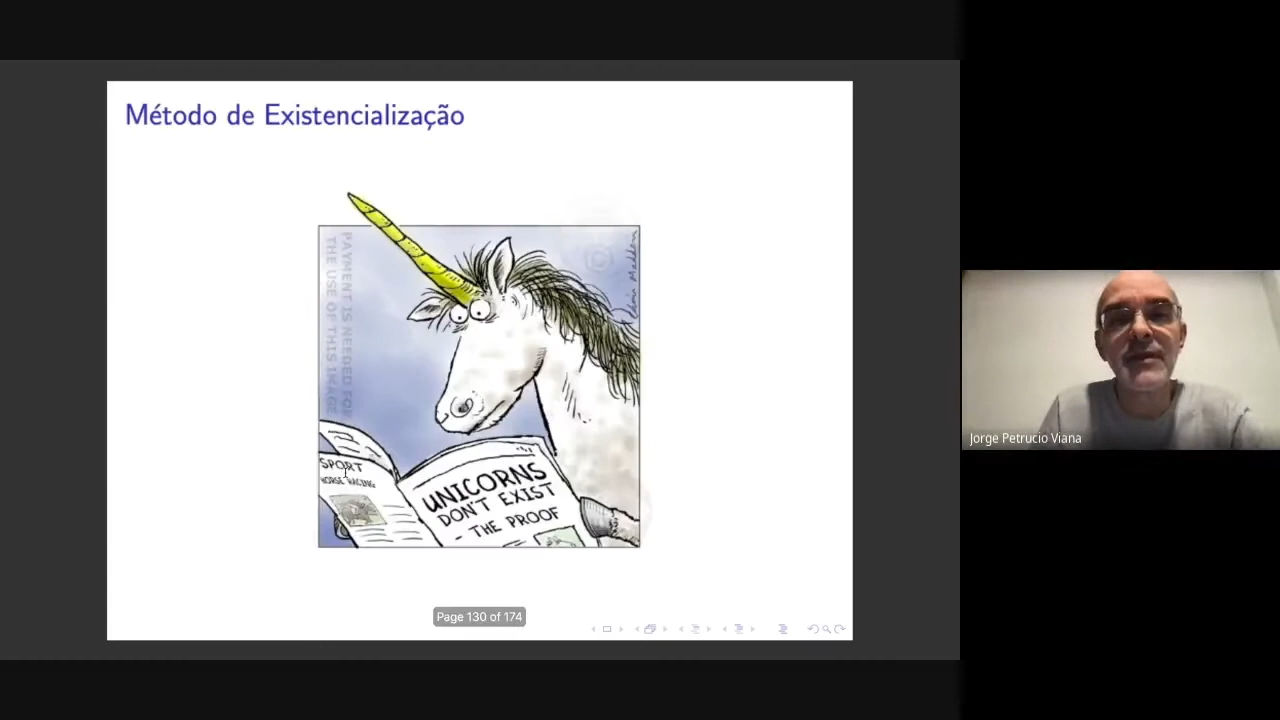 Método de Existencialização
PAYMENT IS NEEDED FOR
THE USE OF THIS IMAGE
SPORT
HORSE RACING
UNICORNS
DON'T EXIST
- THE PROOF
Page 130 of 174
Jorge Petrucio Viana